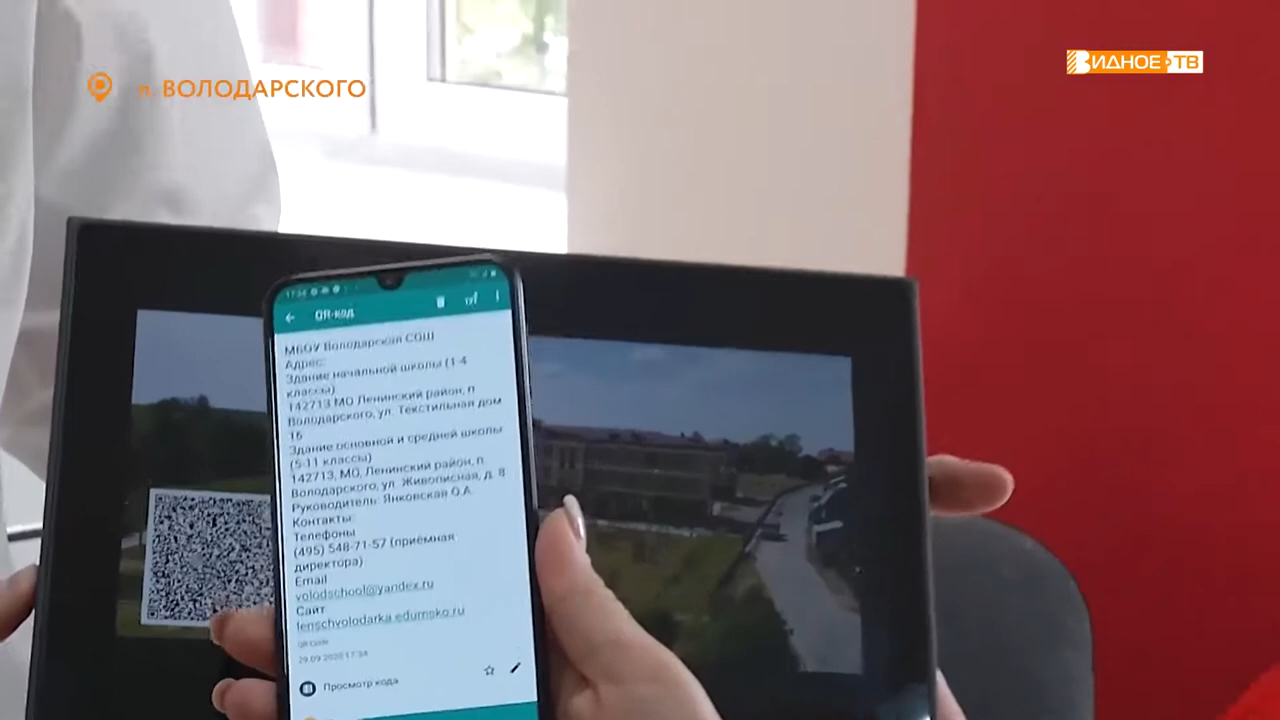 п. ВОЛОДАРСКОГО
ВИДНОЕ ТВ
QR-код
МБОУ Володарская СОШ
Адрес:
Здание начальной школы (1-4
классы)
142713 МО Ленинский район, п.
Володарского, ул. Текстильная дом
16
Здание основной и средней школы
(5-11 классы)
142713, МО, Ленинский район, п.
Володарского, ул. Живописная, д. 8
Руководитель: Янковская О.А.
Контакты:
Телефоны
(495) 548-71-57 (приёмная
директора)
Email
volodschool@yandex.ru
Сайт
lenschvolodarka.edumsko.ru
QR Code
29.09.2020 17:34
Просмотр кода